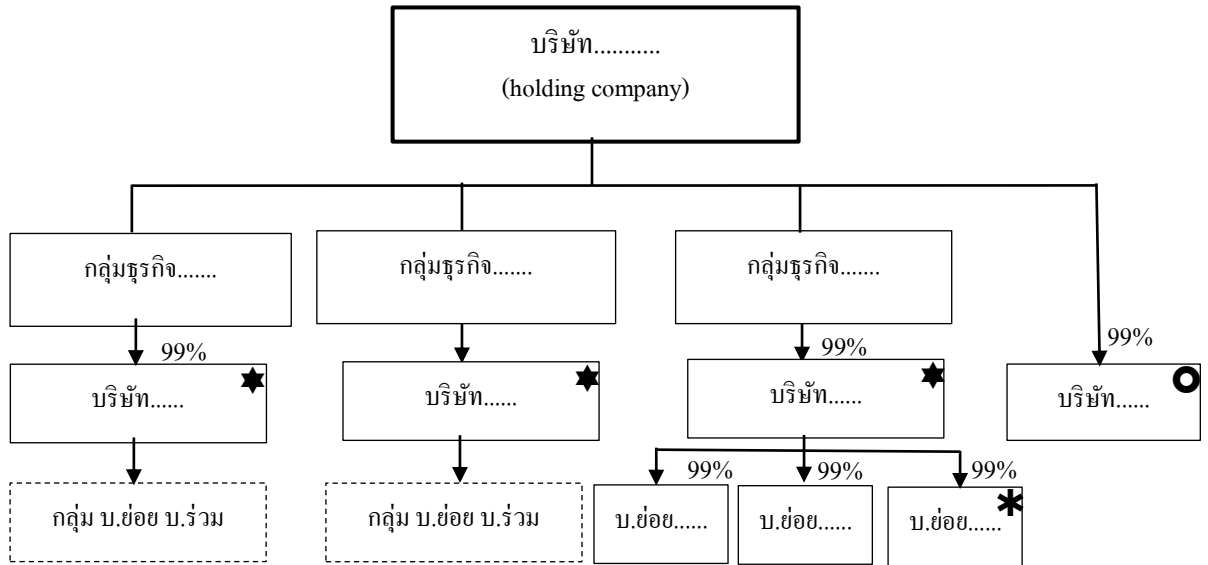 บริษัท...........
(holding company)
กลุ่มธุรกิจ.......
กลุ่มธุรกิจ.......
กลุ่มธุรกิจ.......
99%
99%
99%
บริษัท......
บริษัท......
บริษัท......
บริษัท......
99%
99%
99%
กลุ่ม บ.ย่อย บ.ร่วม
กลุ่ม บ.ย่อย บ.ร่วม
บ.ย่อย......
บ.ย่อย......
บ.ย่อย......